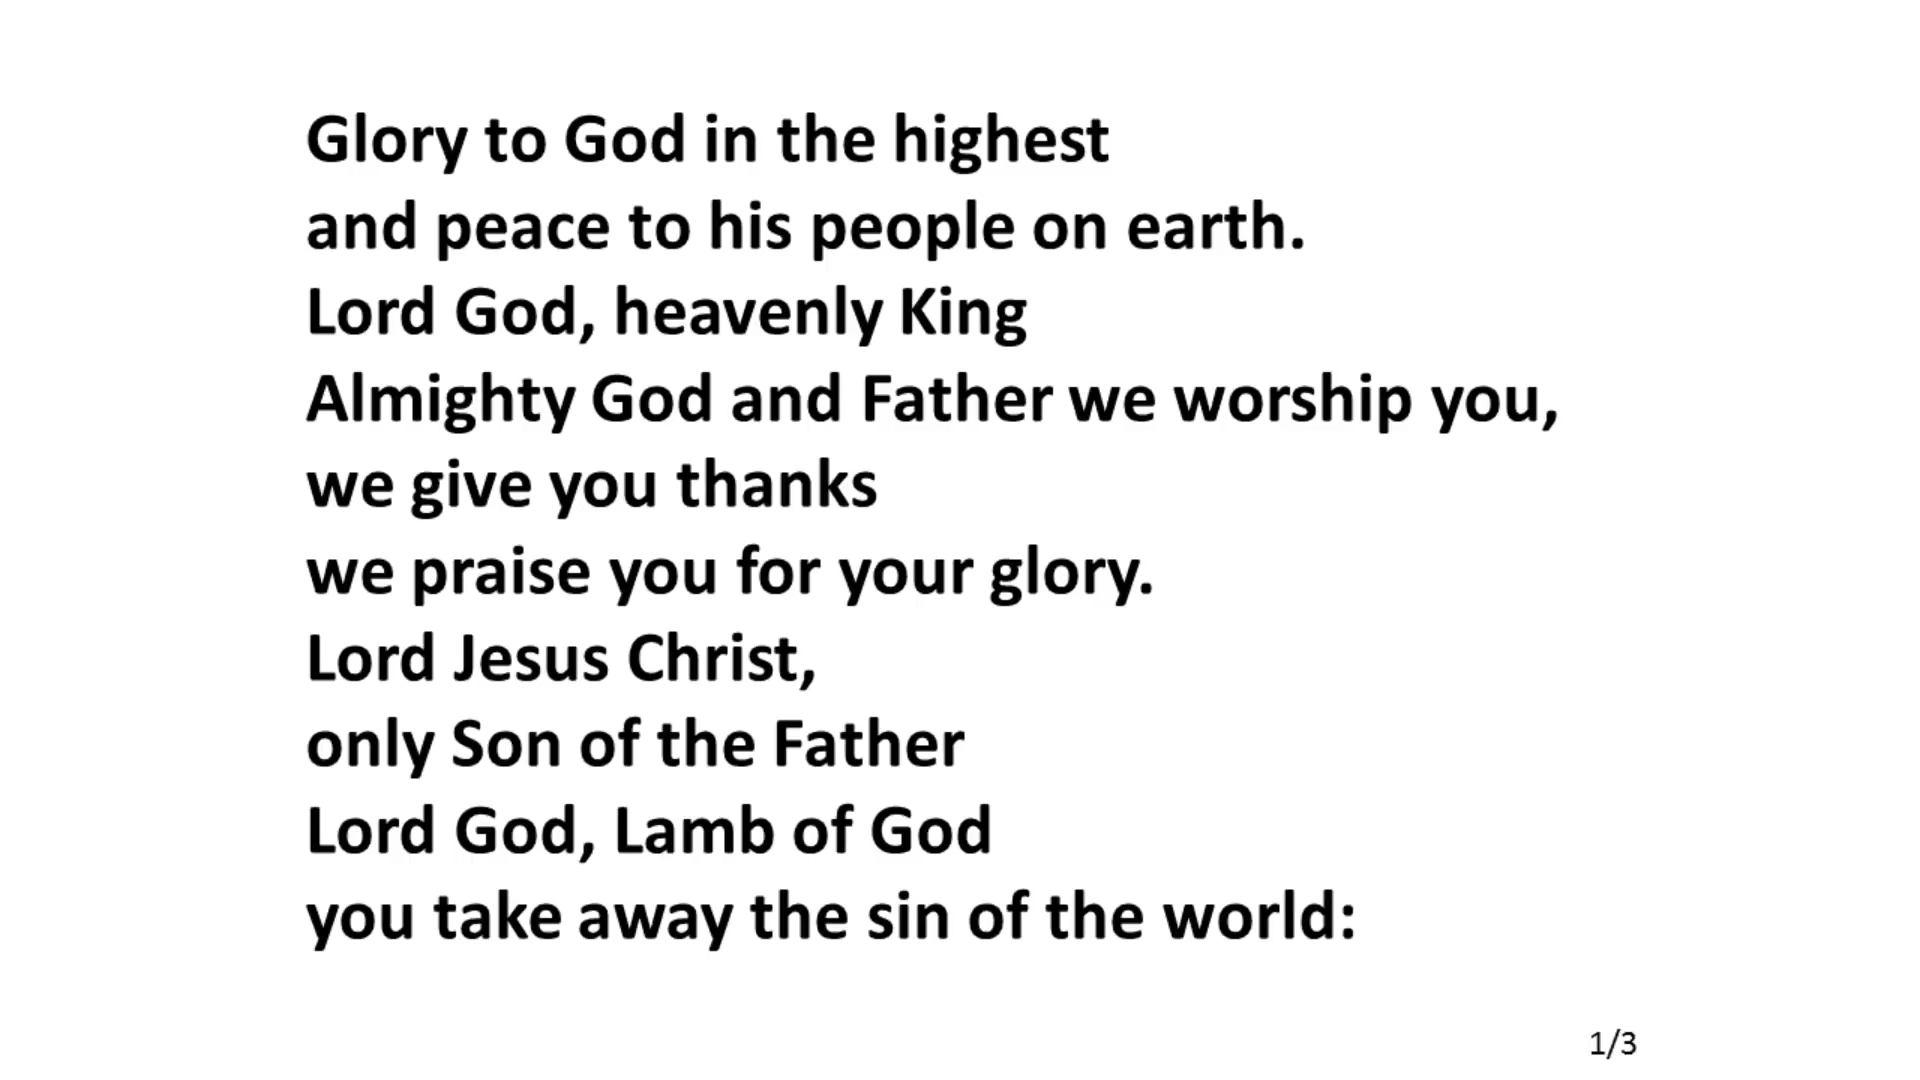 Glory to God in the highest
and peace to his people on earth.
Lord God, heavenly King
Almighty God and Father we worship you,
we give you thanks
we praise you for your glory.
Lord Jesus Christ,
only Son of the Father
Lord God, Lamb of God
you take away the sin of the world:
1/3